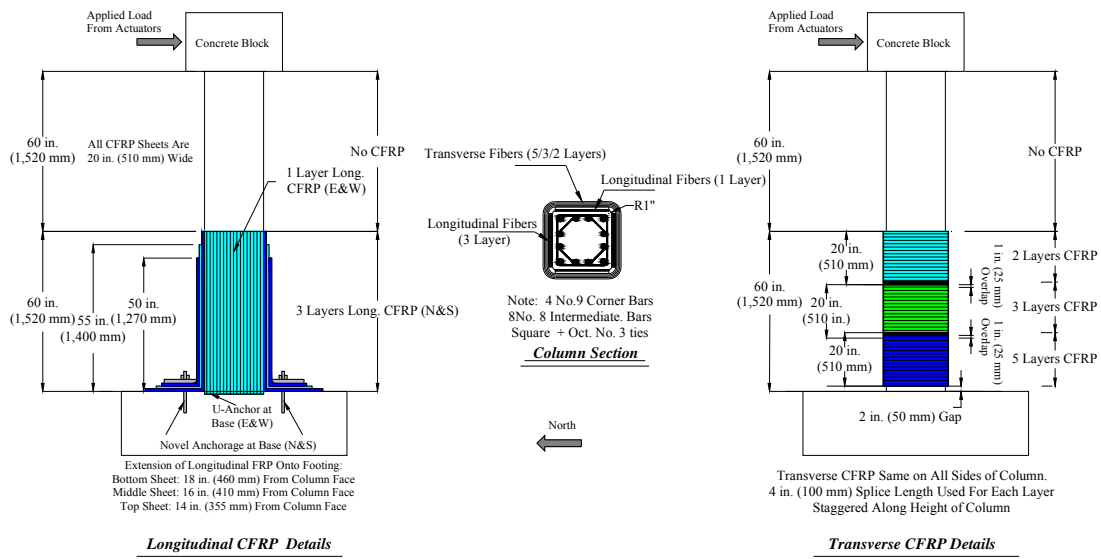 Applied Load
From Actuators
Concrete Block
60 in.
(1,520 mm)
All CFRP Sheets Are
20 in. (510 mm) Wide
No CFRP
1 Layer Long.
CFRP (E&W)
60 in.
(1,520 mm)
55 in.
(1,400 mm)
50 in.
(1,270 mm)
3 Layers Long. CFRP (N&S)
U-Anchor at
Base (E&W)
Novel Anchorage at Base (N&S)
Extension of Longitudinal FRP Onto Footing:
Bottom Sheet: 18 in. (460 mm) From Column Face
Middle Sheet: 16 in. (410 mm) From Column Face
Top Sheet: 14 in. (355 mm) From Column Face
Longitudinal CFRP Details
Transverse Fibers (5/3/2 Layers)
Longitudinal Fibers (1 Layer)
R1"
Longitudinal Fibers
(3 Layer)
Note: 4 No.9 Corner Bars
8No. 8 Intermediate. Bars
Square + Oct. No. 3 ties
Column Section
North
Applied Load
From Actuators
Concrete Block
60 in.
(1,520 mm)
No CFRP
60 in.
(1,520 mm)
20 in.
(510 mm)
20 in.
(510 in.)
20 in.
(510 mm)
1 in (25 mm)
Overlap
1 in. (25 mm)
Overlap
2 Layers CFRP
3 Layers CFRP
5 Layers CFRP
2 in. (50 mm) Gap
Transverse CFRP Same on All Sides of Column.
4 in. (100 mm) Splice Length Used For Each Layer
Staggered Along Height of Column
Transverse CFRP Details